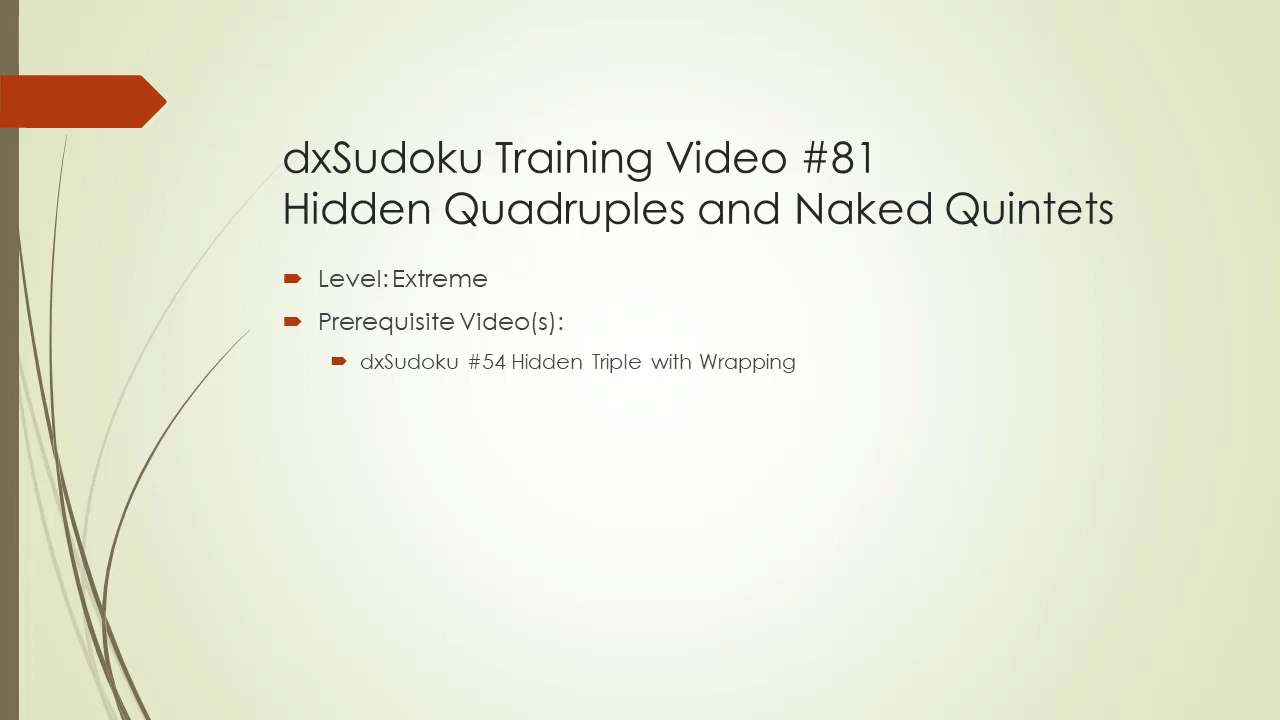 dxSudoku Training Video #81
Hidden Quadruples and Naked Quintets
Level: Extreme
Prerequisite Video(s):
dxSudoku #54 Hidden Triple with Wrapping